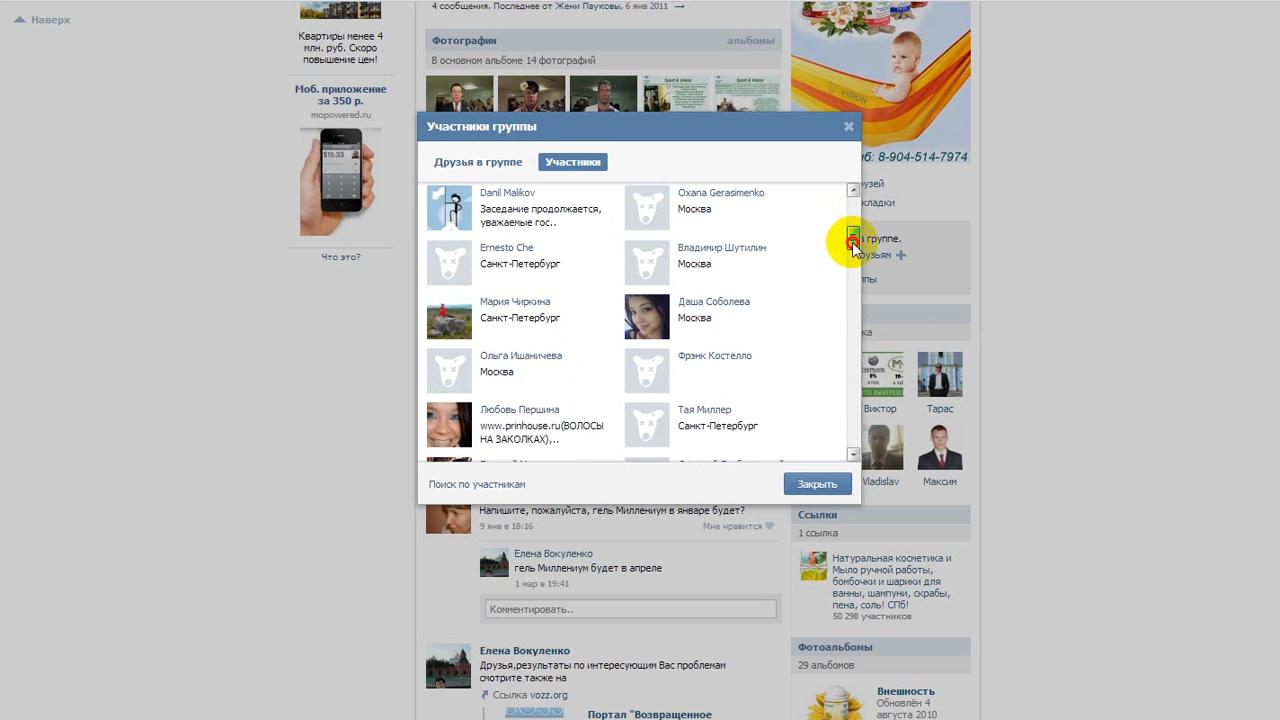 Наверх
Квартиры менее 4
млн. руб. Скоро
повышение цен!
Моб. приложение
за 350 р.
mopowered.ru
$15.33
Что это?
4 сообщения. Последнее от Жени Пауковы, 6 янв 2011 →
Фотографии
альбомы
В основном альбоме 14 фотографий
Sport & Vision
Sport & Vision
VISION
8-904-514-7974
Участники группы
Друзья в группе
Участники
Danil Malikov
Заседание продолжается,
уважаемые гос..
Oxana Gerasimenko
Москва
Ernesto Che
Санкт-Петербург
Владимир Шутилин
Москва
Мария Чиркина
Санкт-Петербург
Даша Соболева
Москва
Ольга Ишаничева
Москва
Фрэнк Костелло
Любовь Першина
www.prinhouse.ru(ВОЛОСЫ
НА ЗАКОЛКАХ),..
Тая Миллер
Санкт-Петербург
Поиск по участникам
Закрыть
в группе.
Виктор
Тарас
Vladislav
Максим
Напишите, пожалуйста, гель Миллениум в январе будет?
9 янв в 18:16
Мне нравится
Елена Вокуленко
гель Миллениум будет в апреле
1 мар в 19:41
Комментировать..
Елена Вокуленко
Друзья,результаты по интересующим Вас проблемам
смотрите также на
Ссылка vozz.org
Портал "Возвращенное
Ссылки
1 ссылка
Натуральная косметика и
Мыло ручной работы,
бомбочки и шарики для
ванны, шампуни, скрабы,
пена, соль! СПб!
50 298 участников
Фотоальбомы
29 альбомов
Внешность
Обновлён 4
августа 2010